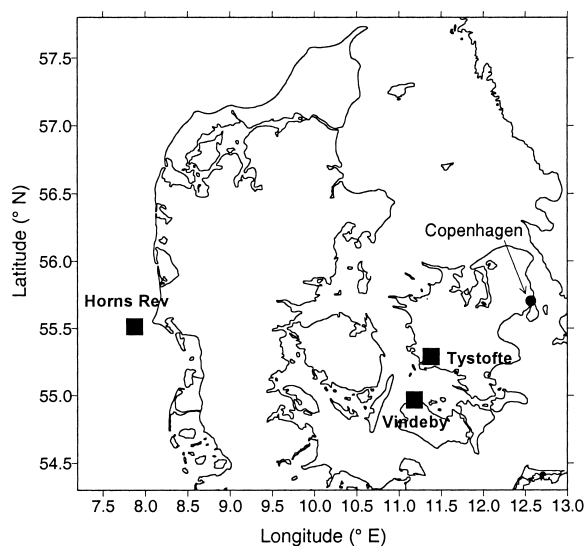 57.5
57.0
56.5
56.0
55.5
55.0
54.5
Latitude (° N)
Copenhagen
Horns Rev
Tystofte
Vindeby
7.5 8.0 8.5 9.0 9.5 10.0 10.5 11.0 11.5 12.0 12.5 13.0
Longitude (° E)